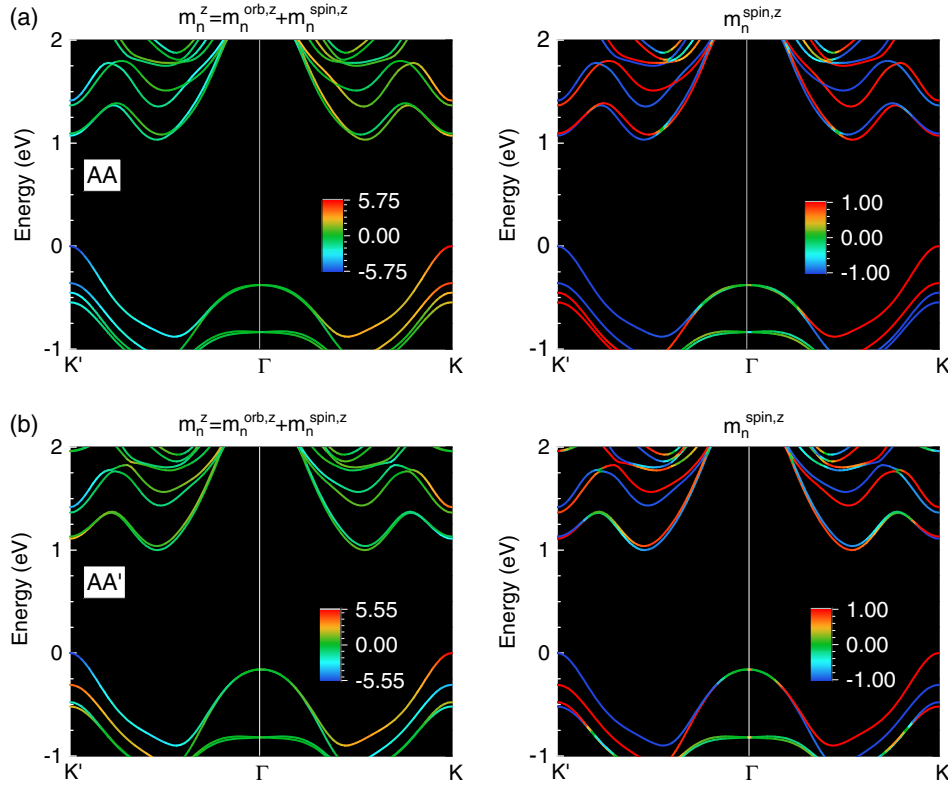 (a)
m_n^z=m_n^{orb,z}+m_n^{spin,z}
m_n^{spin,z}
Energy (eV)
2
1
0
-1
AA
5.75
0.00
-5.75
K' Γ K
Energy (eV)
1.00
0.00
-1.00
2
1
0
-1
K' Γ K
(b)
m_n^z=m_n^{orb,z}+m_n^{spin,z}
m_n^{spin,z}
Energy (eV)
2
1
0
-1
AA'
5.55
0.00
-5.55
K' Γ K
Energy (eV)
2
1
0
-1
1.00
0.00
-1.00
K' Γ K